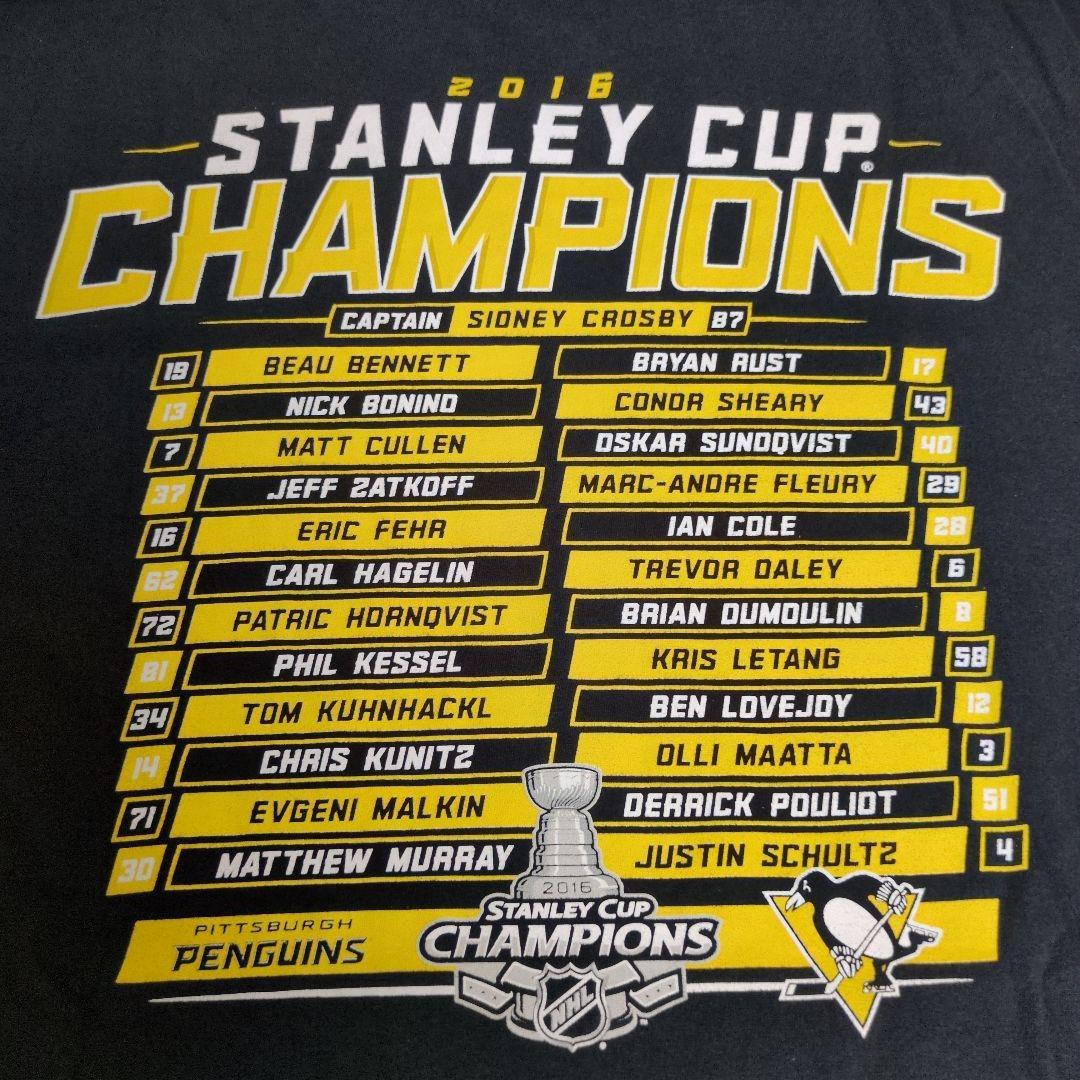 2016
STANLEY CUP®
CHAMPIONS
CAPTAIN SIDNEY CROSBY 87
19 BEAU BENNETT BRYAN RUST 17
13 NICK BONINO CONOR SHEARY 43
7 MATT CULLEN OSKAR SUNDQVIST 40
37 JEFF ZATKOFF MARC-ANDRE FLEURY 29
16 ERIC FEHR IAN COLE 28
62 CARL HAGELIN TREVOR DALEY 6
72 PATRIC HORNQVIST BRIAN DUMOULIN 8
81 PHIL KESSEL KRIS LETANG 58
34 TOM KUHNHACKL BEN LOVEJOY 12
14 CHRIS KUNITZ OLLI MAATTA 3
71 EVGENI MALKIN DERRICK POULIOT 51
30 MATTHEW MURRAY JUSTIN SCHULTZ 4
2016
PITTSBURGH
PENGUINS
STANLEY CUP
CHAMPIONS
NHL